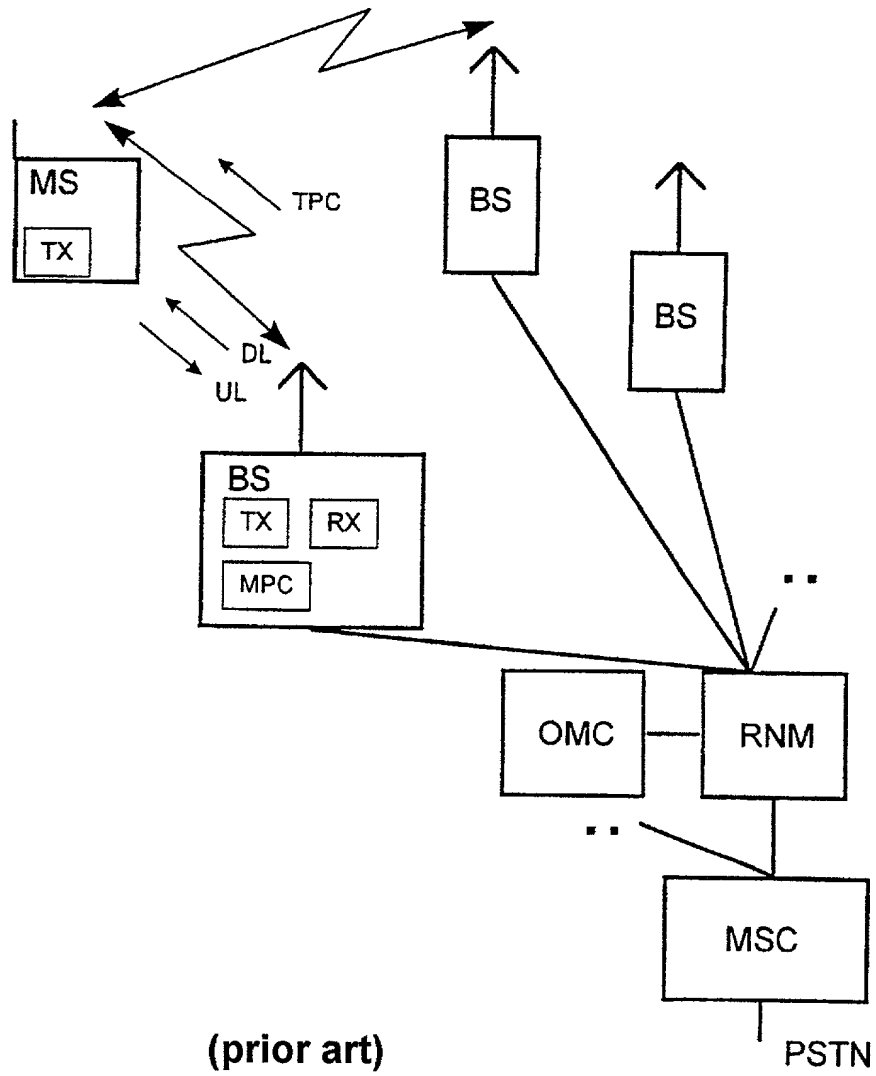 MS
TX
TPC
BS
BS
DL
UL
BS
TX
RX
MPC
OMC
RNM
MSC
(prior art)
PSTN